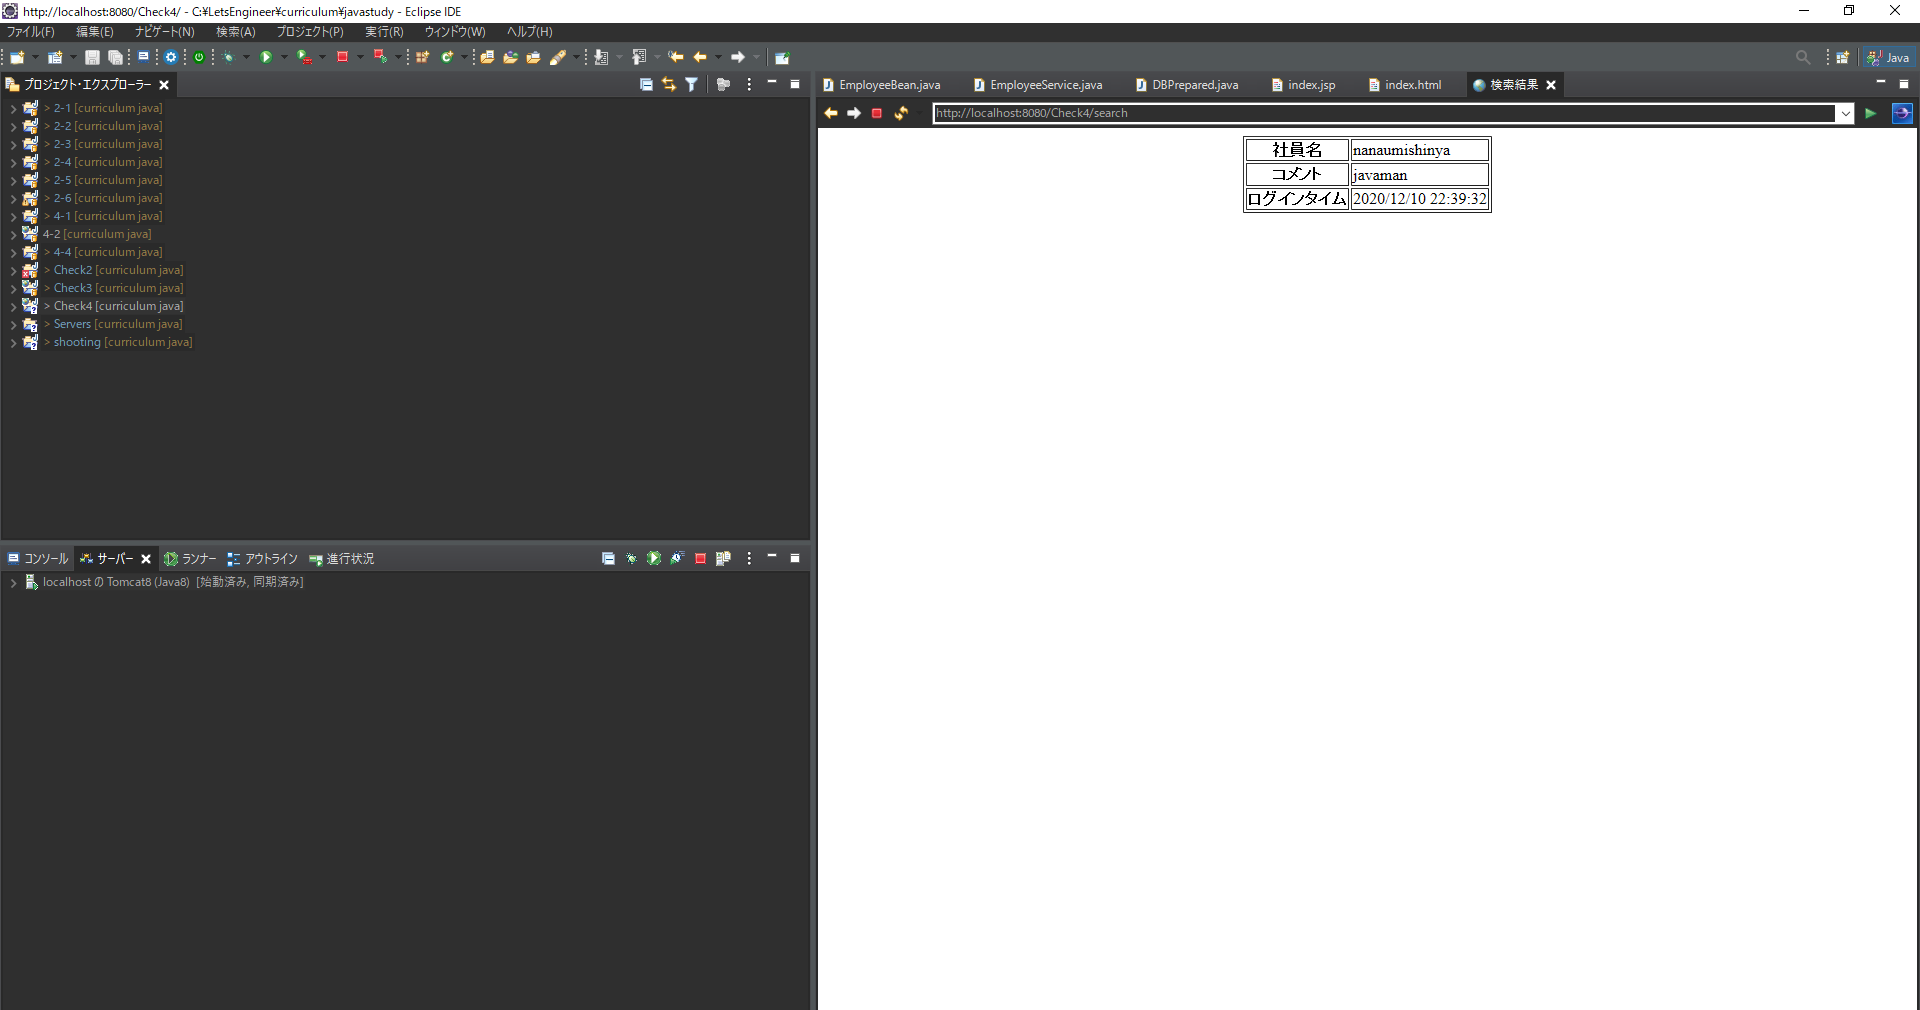 http://localhost:8080/Check4/ - C:¥LetsEngineer¥curriculum¥javastudy - Eclipse IDE
ファイル(F) 編集(E) ナビゲート(N) 検索(A) プロジェクト(P) 実行(R) ウィンドウ(W) ヘルプ(H)
Java
プロジェクト・エクスプローラー
> 2-1 [curriculum java]
> 2-2 [curriculum java]
> 2-3 [curriculum java]
> 2-4 [curriculum java]
> 2-5 [curriculum java]
> 2-6 [curriculum java]
> 4-1 [curriculum java]
4-2 [curriculum java]
> 4-4 [curriculum java]
> Check2 [curriculum java]
> Check3 [curriculum java]
> Check4 [curriculum java]
> Servers [curriculum java]
> shooting [curriculum java]
コンソール サーバー ランナー アウトライン 進行状況
localhost の Tomcat8 (Java8) [始動済み, 同期済み]
EmployeeBean.java EmployeeService.java DBPrepared.java index.jsp index.html 検索結果
http://localhost:8080/Check4/search
社員名 nanaumishinya
コメント javaman
ログインタイム 2020/12/10 22:39:32